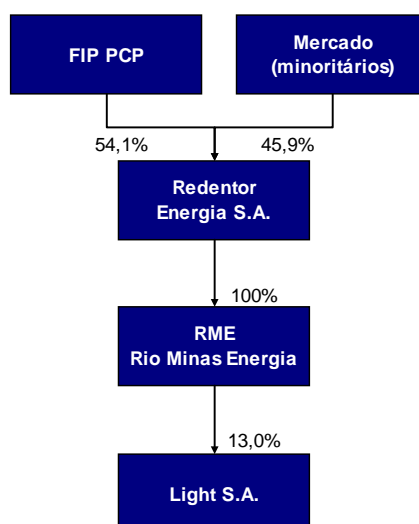 FIP PCP
Mercado
(minoritários)
54,1%
45,9%
Redentor
Energia S.A.
100%
RME
Rio Minas Energia
13,0%
Light S.A.